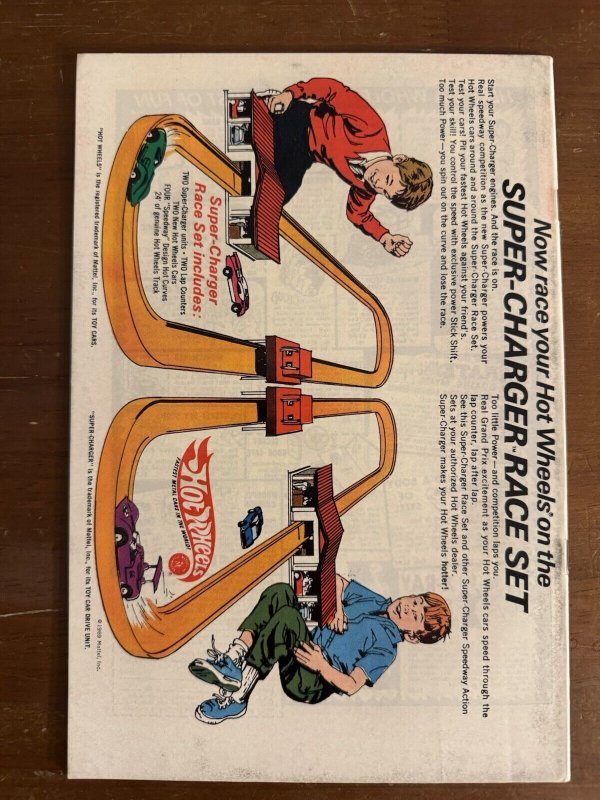 Now race your Hot Wheels® on the
SUPER-CHARGER™ RACE SET
Start your Super-Charger engines. And the race is on.
Real speedway competition as the new Super-Charger powers your
Hot Wheels cars around and around the Super-Charger Race Set.
Test your cars! Pit your fastest Hot Wheels against your friend's.
Test your skill! You control the speed with exclusive power Stick Shift.
Too much Power—you spin out on the curve and lose the race.
Too little Power—and competition laps you.
Real Grand Prix excitement as your Hot Wheels cars speed through the
lap counter, lap after lap.
See this Super-Charger Race Set and other Super-Charger Speedway Action
Sets at your authorized Hot Wheels dealer.
Super-Charger makes your Hot Wheels hotter!
Super-Charger
Race Set includes:
TWO Super-Charger units • TWO Lap Counters
TWO New Hot Wheels Cars
FOUR "Speedway" Design Hot Curves
24' of genuine Hot Wheels Track
HOT WHEELS
FASTEST METAL CARS IN THE WORLD!
"HOT WHEELS" is the registered trademark of Mattel, Inc., for its TOY CARS.
"SUPER-CHARGER" is the trademark of Mattel, Inc., for its TOY CAR DRIVE UNIT.
© 1969 Mattel, Inc.